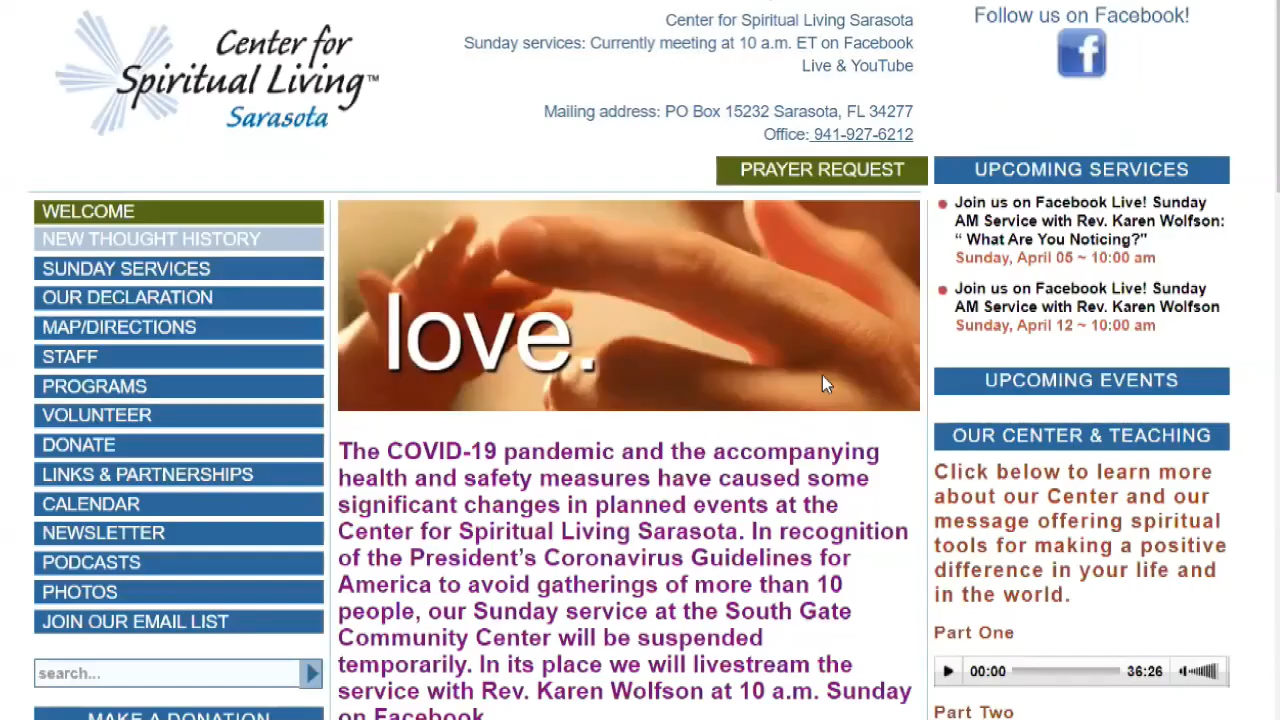 Center for
Spiritual Living™
Sarasota
Center for Spiritual Living Sarasota
Sunday services: Currently meeting at 10 a.m. ET on Facebook
Live & YouTube
Mailing address: PO Box 15232 Sarasota, FL 34277
Office: 941-927-6212
Follow us on Facebook!
f
PRAYER REQUEST
WELCOME
NEW THOUGHT HISTORY
SUNDAY SERVICES
OUR DECLARATION
MAP/DIRECTIONS
STAFF
PROGRAMS
VOLUNTEER
DONATE
LINKS & PARTNERSHIPS
CALENDAR
NEWSLETTER
PODCASTS
PHOTOS
JOIN OUR EMAIL LIST
search...
MAKE A DONATION
love.
The COVID-19 pandemic and the accompanying
health and safety measures have caused some
significant changes in planned events at the
Center for Spiritual Living Sarasota. In recognition
of the President's Coronavirus Guidelines for
America to avoid gatherings of more than 10
people, our Sunday service at the South Gate
Community Center will be suspended
temporarily. In its place we will livestream the
service with Rev. Karen Wolfson at 10 a.m. Sunday
on Facebook
UPCOMING SERVICES
Join us on Facebook Live! Sunday
AM Service with Rev. Karen Wolfson:
“ What Are You Noticing?"
Sunday, April 05 ~ 10:00 am
Join us on Facebook Live! Sunday
AM Service with Rev. Karen Wolfson
Sunday, April 12 ~ 10:00 am
UPCOMING EVENTS
OUR CENTER & TEACHING
Click below to learn more
about our Center and our
message offering spiritual
tools for making a positive
difference in your life and
in the world.
Part One
00:00 36:26
Part Two